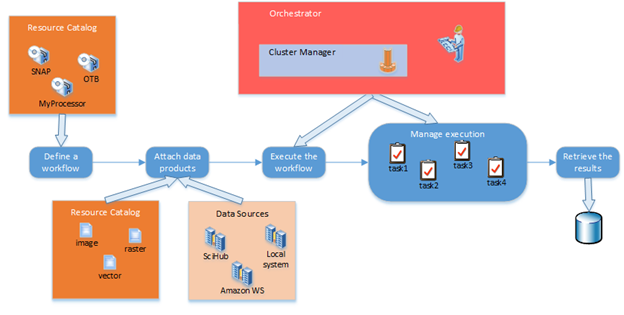 Resource Catalog
SNAP
OTB
MyProcessor
Orchestrator
Cluster Manager
Define a
workflow
Attach data
products
Execute the
workflow
Manage execution
task1
task2
task3
task4
Retrieve the
results
Resource Catalog
image
raster
vector
Data Sources
SciHub
Local
system
Amazon WS